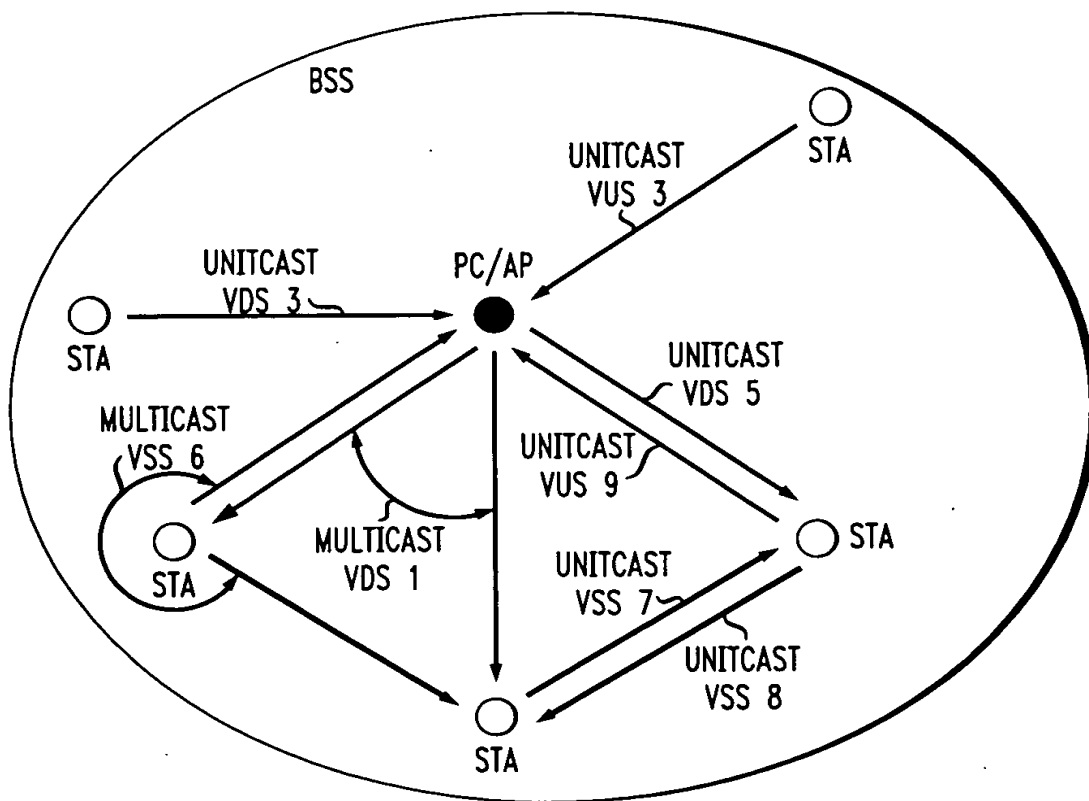 BSS
STA
UNITCAST
VUS 3
PC/AP
UNITCAST
VDS 3
STA
UNITCAST
VDS 5
MULTICAST
VSS 6
UNITCAST
VUS 9
STA
MULTICAST
VDS 1
STA
UNITCAST
VSS 7
UNITCAST
VSS 8
STA